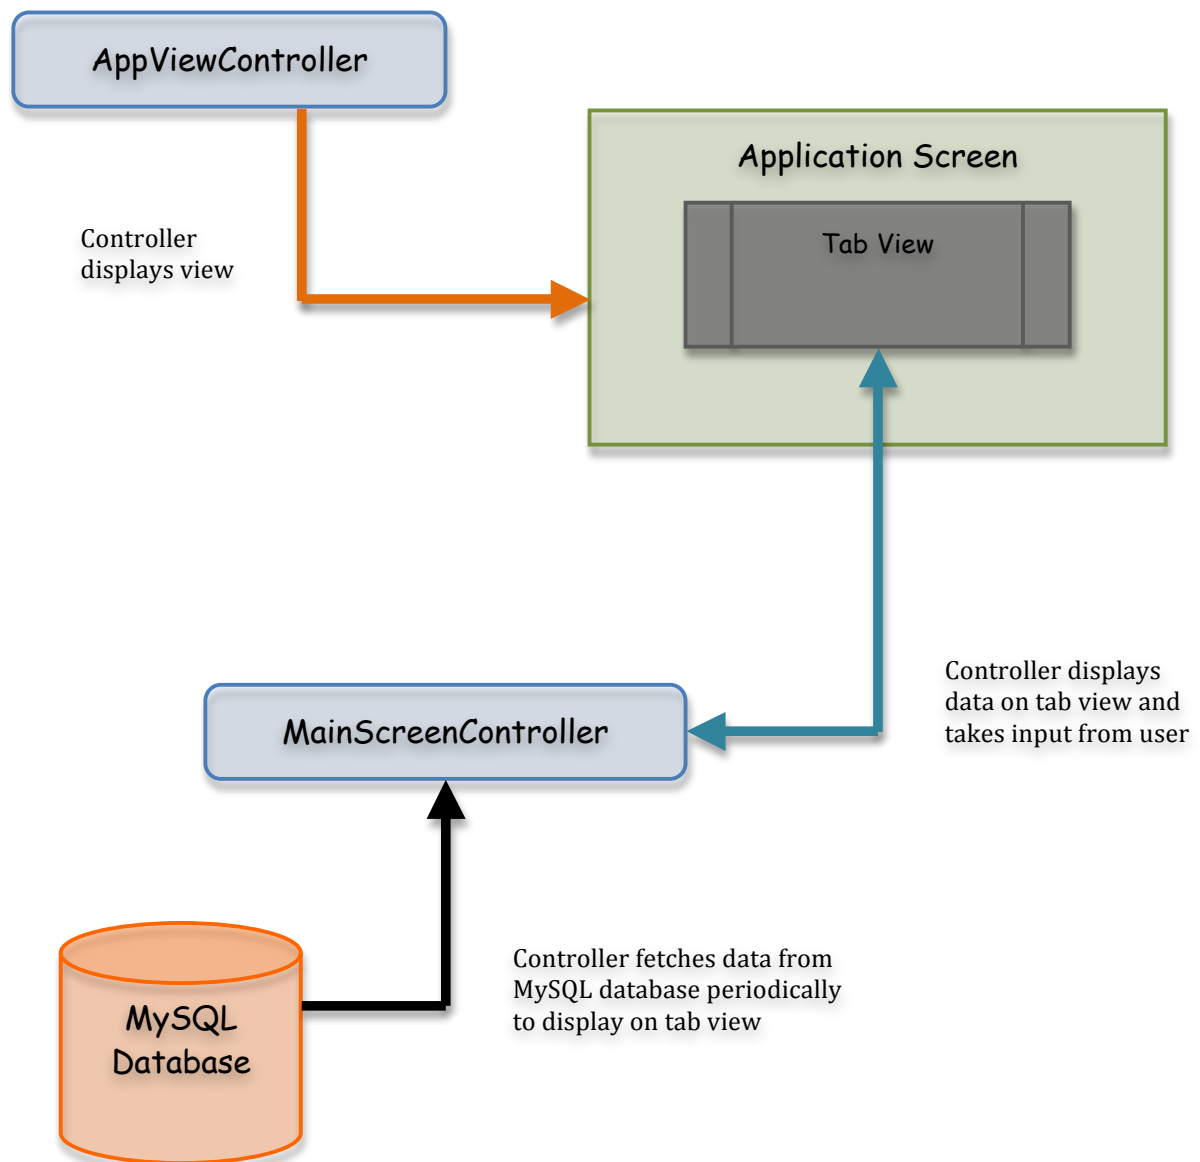 AppViewController
Application Screen
Tab View
Controller
displays view
Controller displays
data on tab view and
takes input from user
MainScreenController
Controller fetches data from
MySQL database periodically
to display on tab view
MySQL
Database